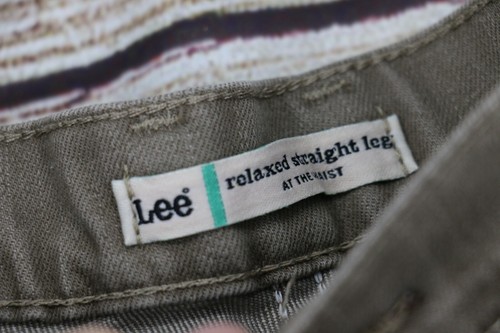 Lee®
relaxed straight leg
AT THE WAIST